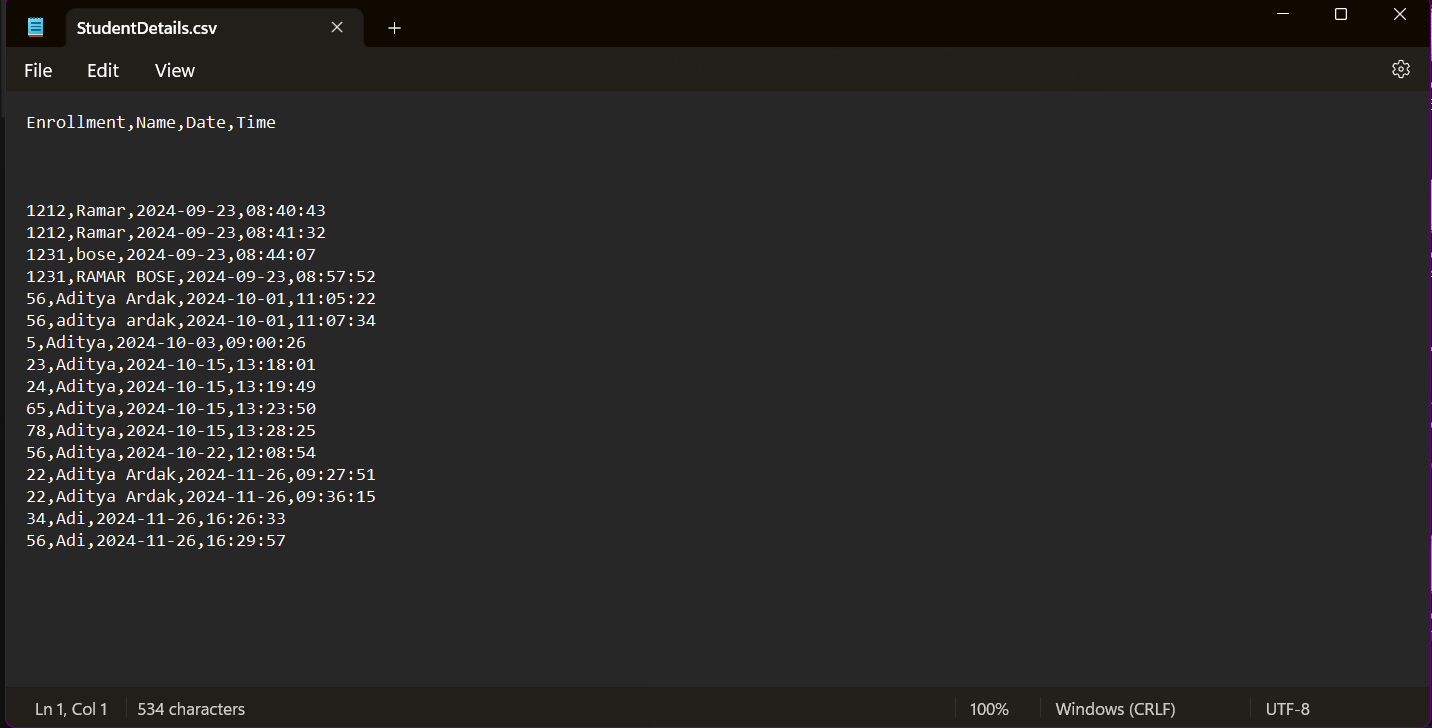 StudentDetails.csv
File Edit View
Enrollment,Name,Date,Time
1212,Ramar,2024-09-23,08:40:43
1212,Ramar,2024-09-23,08:41:32
1231,bose,2024-09-23,08:44:07
1231,RAMAR BOSE,2024-09-23,08:57:52
56,Aditya Ardak,2024-10-01,11:05:22
56,aditya ardak,2024-10-01,11:07:34
5,Aditya,2024-10-03,09:00:26
23,Aditya,2024-10-15,13:18:01
24,Aditya,2024-10-15,13:19:49
65,Aditya,2024-10-15,13:23:50
78,Aditya,2024-10-15,13:28:25
56,Aditya,2024-10-22,12:08:54
22,Aditya Ardak,2024-11-26,09:27:51
22,Aditya Ardak,2024-11-26,09:36:15
34,Adi,2024-11-26,16:26:33
56,Adi,2024-11-26,16:29:57
Ln 1, Col 1 534 characters 100% Windows (CRLF) UTF-8